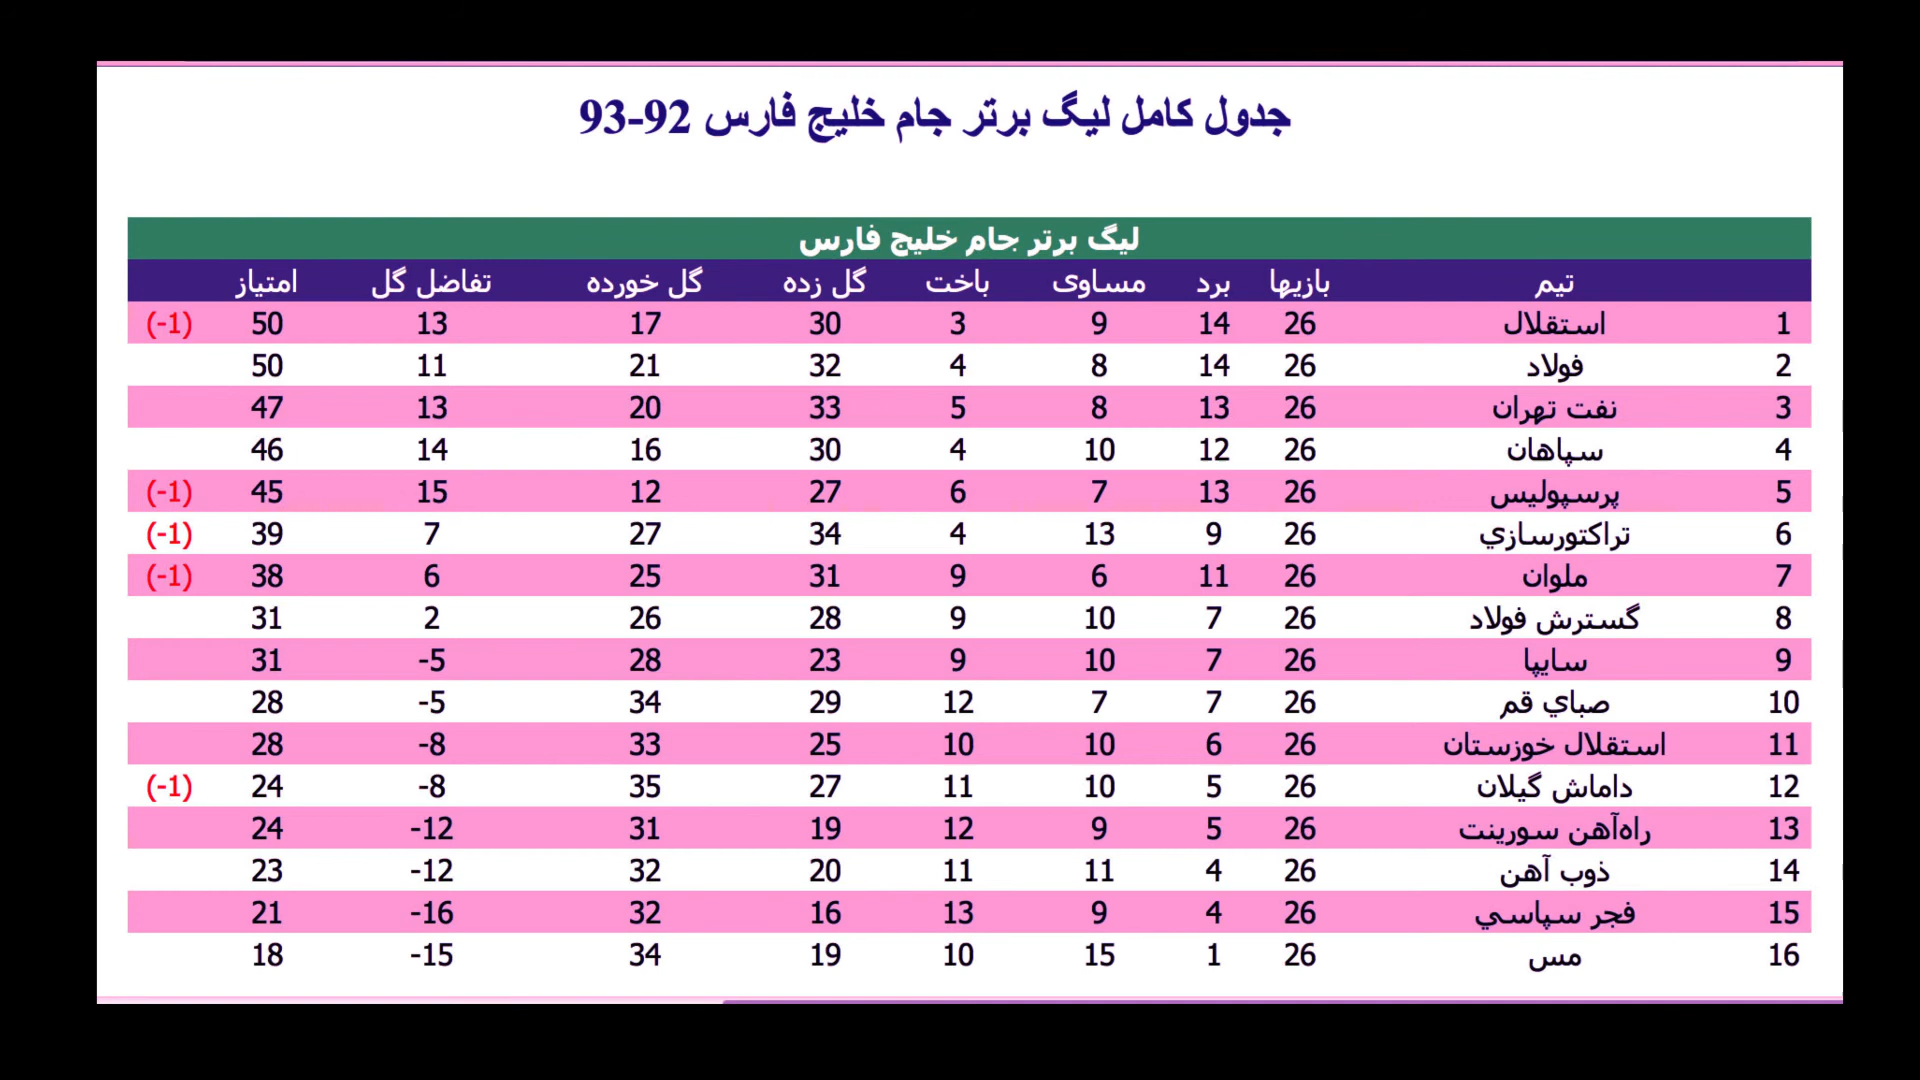 جدول کامل لیگ برتر جام خلیج فارس 92-93
لیگ برتر جام خلیج فارس
تیم بازیها برد مساوی باخت گل زده گل خورده تفاضل گل امتیاز
1 استقلال 26 14 9 3 30 17 13 50 (-1)
2 فولاد 26 14 8 4 32 21 11 50
3 نفت تهران 26 13 8 5 33 20 13 47
4 سپاهان 26 12 10 4 30 16 14 46
5 پرسپولیس 26 13 7 6 27 12 15 45 (-1)
6 تراکتورسازي 26 9 13 4 34 27 7 39 (-1)
7 ملوان 26 11 6 9 31 25 6 38 (-1)
8 گسترش فولاد 26 7 10 9 28 26 2 31
9 سایپا 26 7 10 9 23 28 -5 31
10 صباي قم 26 7 7 12 29 34 -5 28
11 استقلال خوزستان 26 6 10 10 25 33 -8 28
12 داماش گیلان 26 5 10 11 27 35 -8 24 (-1)
13 راه‌آهن سورینت 26 5 9 12 19 31 -12 24
14 ذوب آهن 26 4 11 11 20 32 -12 23
15 فجر سپاسي 26 4 9 13 16 32 -16 21
16 مس 26 1 15 10 19 34 -15 18